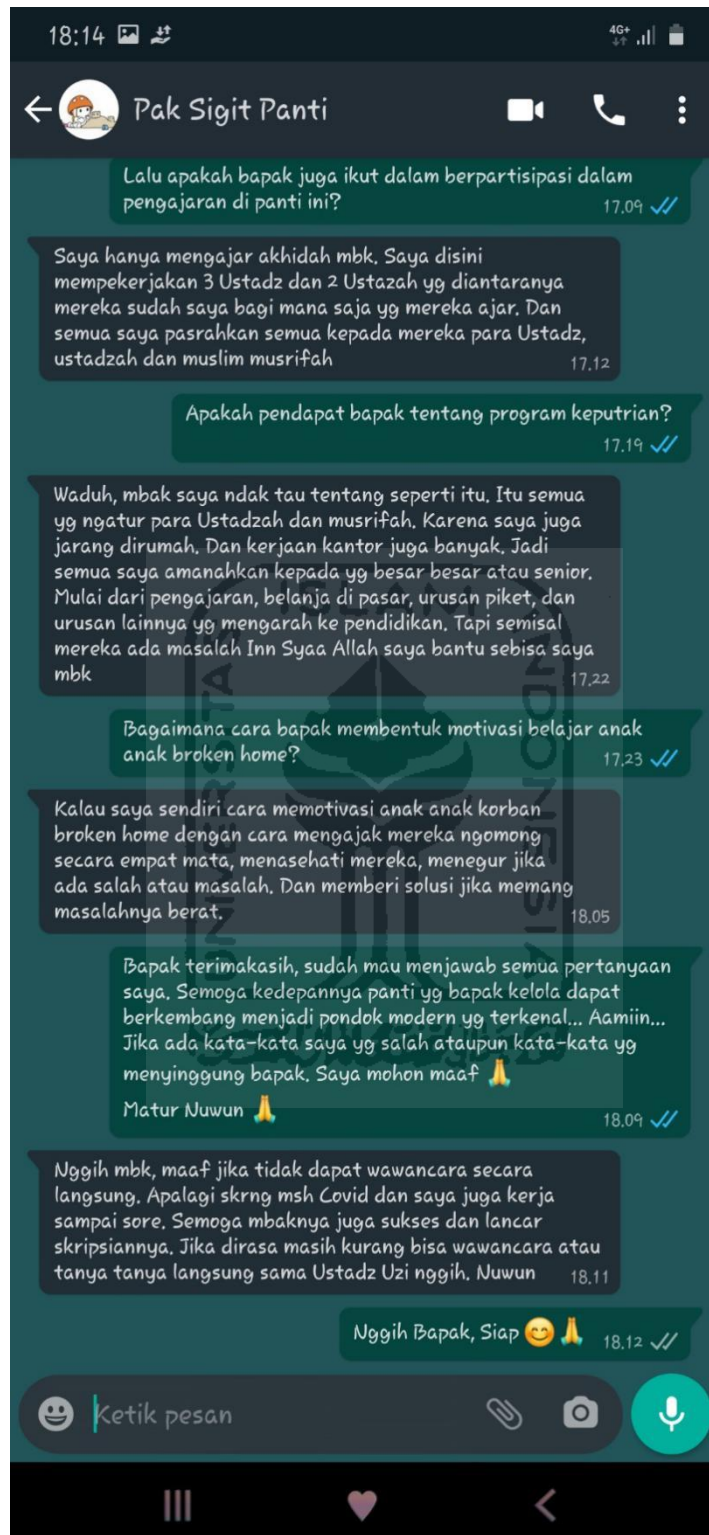 18:14
4G+
Pak Sigit Panti
Lalu apakah bapak juga ikut dalam berpartisipasi dalam
pengajaran di panti ini?
17.09
Saya hanya mengajar akhidah mbk. Saya disini
mempekerjakan 3 Ustadz dan 2 Ustazah yg diantaranya
mereka sudah saya bagi mana saja yg mereka ajar. Dan
semua saya pasrahkan semua kepada mereka para Ustadz,
ustadzah dan muslim musrifah
17.12
Apakah pendapat bapak tentang program keputrian?
17.19
Waduh, mbak saya ndak tau tentang seperti itu. Itu semua
yg ngatur para Ustadzah dan musrifah. Karena saya juga
jarang dirumah. Dan kerjaan kantor juga banyak. Jadi
semua saya amanahkan kepada yg besar besar atau senior.
Mulai dari pengajaran, belanja di pasar, urusan piket, dan
urusan lainnya yg mengarah ke pendidikan. Tapi semisal
mereka ada masalah Inn Syaa Allah saya bantu sebisa saya
mbk
17.22
Bagaimana cara bapak membentuk motivasi belajar anak
anak broken home?
17.23
Kalau saya sendiri cara memotivasi anak anak korban
broken home dengan cara mengajak mereka ngomong
secara empat mata, menasehati mereka, menegur jika
ada salah atau masalah. Dan memberi solusi jika memang
masalahnya berat.
18.05
Bapak terimakasih, sudah mau menjawab semua pertanyaan
saya. Semoga kedepannya panti yg bapak kelola dapat
berkembang menjadi pondok modern yg terkenal... Aamiin...
Jika ada kata-kata saya yg salah ataupun kata-kata yg
menyinggung bapak. Saya mohon maaf 🙏
Matur Nuwun 🙏
18.09
Nggih mbk, maaf jika tidak dapat wawancara secara
langsung. Apalagi skrng msh Covid dan saya juga kerja
sampai sore. Semoga mbaknya juga sukses dan lancar
skripsiannya. Jika dirasa masih kurang bisa wawancara atau
tanya tanya langsung sama Ustadz Uzi nggih. Nuwun
18.11
Nggih Bapak, Siap 😊🙏
18.12
Ketik pesan
ISLAM
UNIVERSITAS
INDONESIA